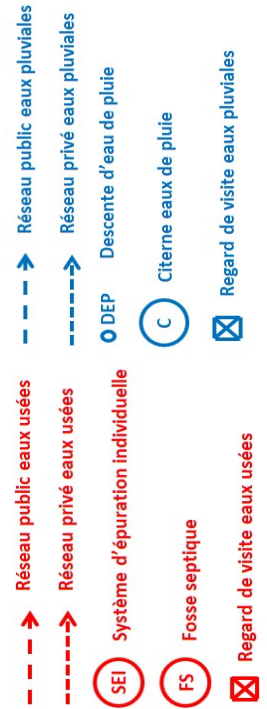 Réseau public eaux usées
Réseau privé eaux usées
SEI Système d'épuration individuelle
FS Fosse septique
Regard de visite eaux usées
Réseau public eaux pluviales
Réseau privé eaux pluviales
DEP Descente d'eau de pluie
C Citerne eaux de pluie
Regard de visite eaux pluviales